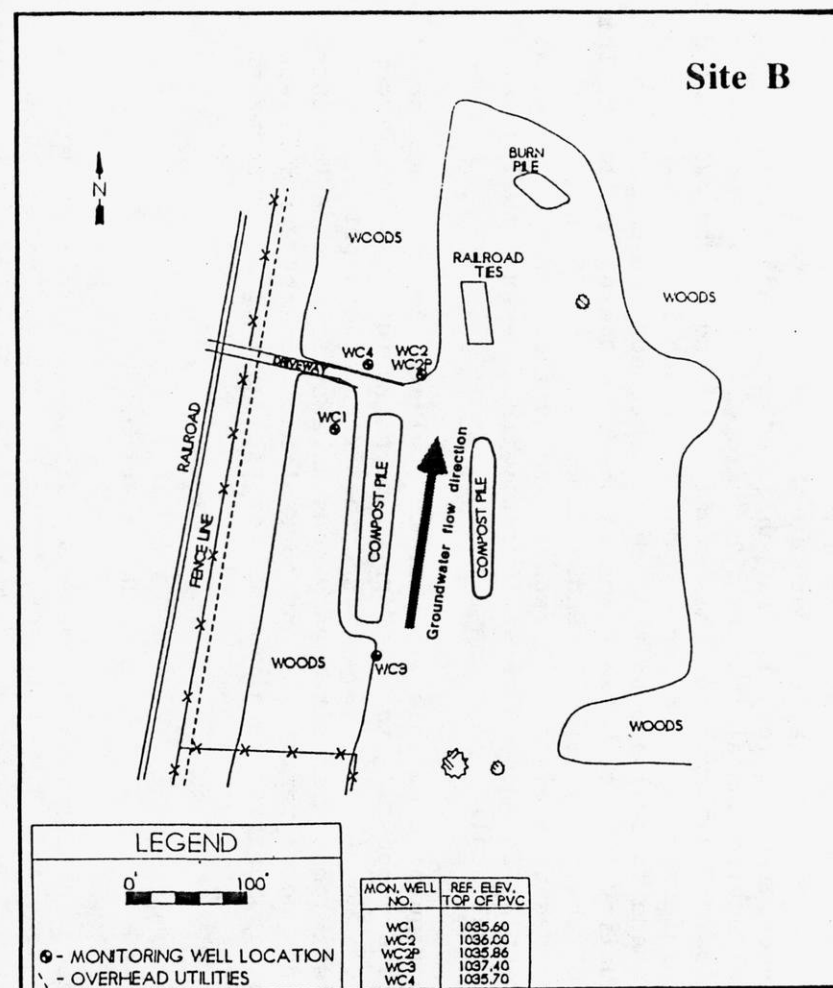 Site B
N
BURN
PILE
WOODS
RAILROAD
TIES
WOODS
WC4
WC2
WC2P
DRIVEWAY
WC1
RAILROAD
FENCE LINE
COMPOST PILE
Groundwater flow direction
COMPOST PILE
WOODS
WC3
WOODS
LEGEND
0' 100'
- MONITORING WELL LOCATION
- OVERHEAD UTILITIES
MON. WELL NO. REF. ELEV. TOP OF PVC
WC1 1035.60
WC2 1036.00
WC2P 1035.86
WC3 1037.40
WC4 1035.70